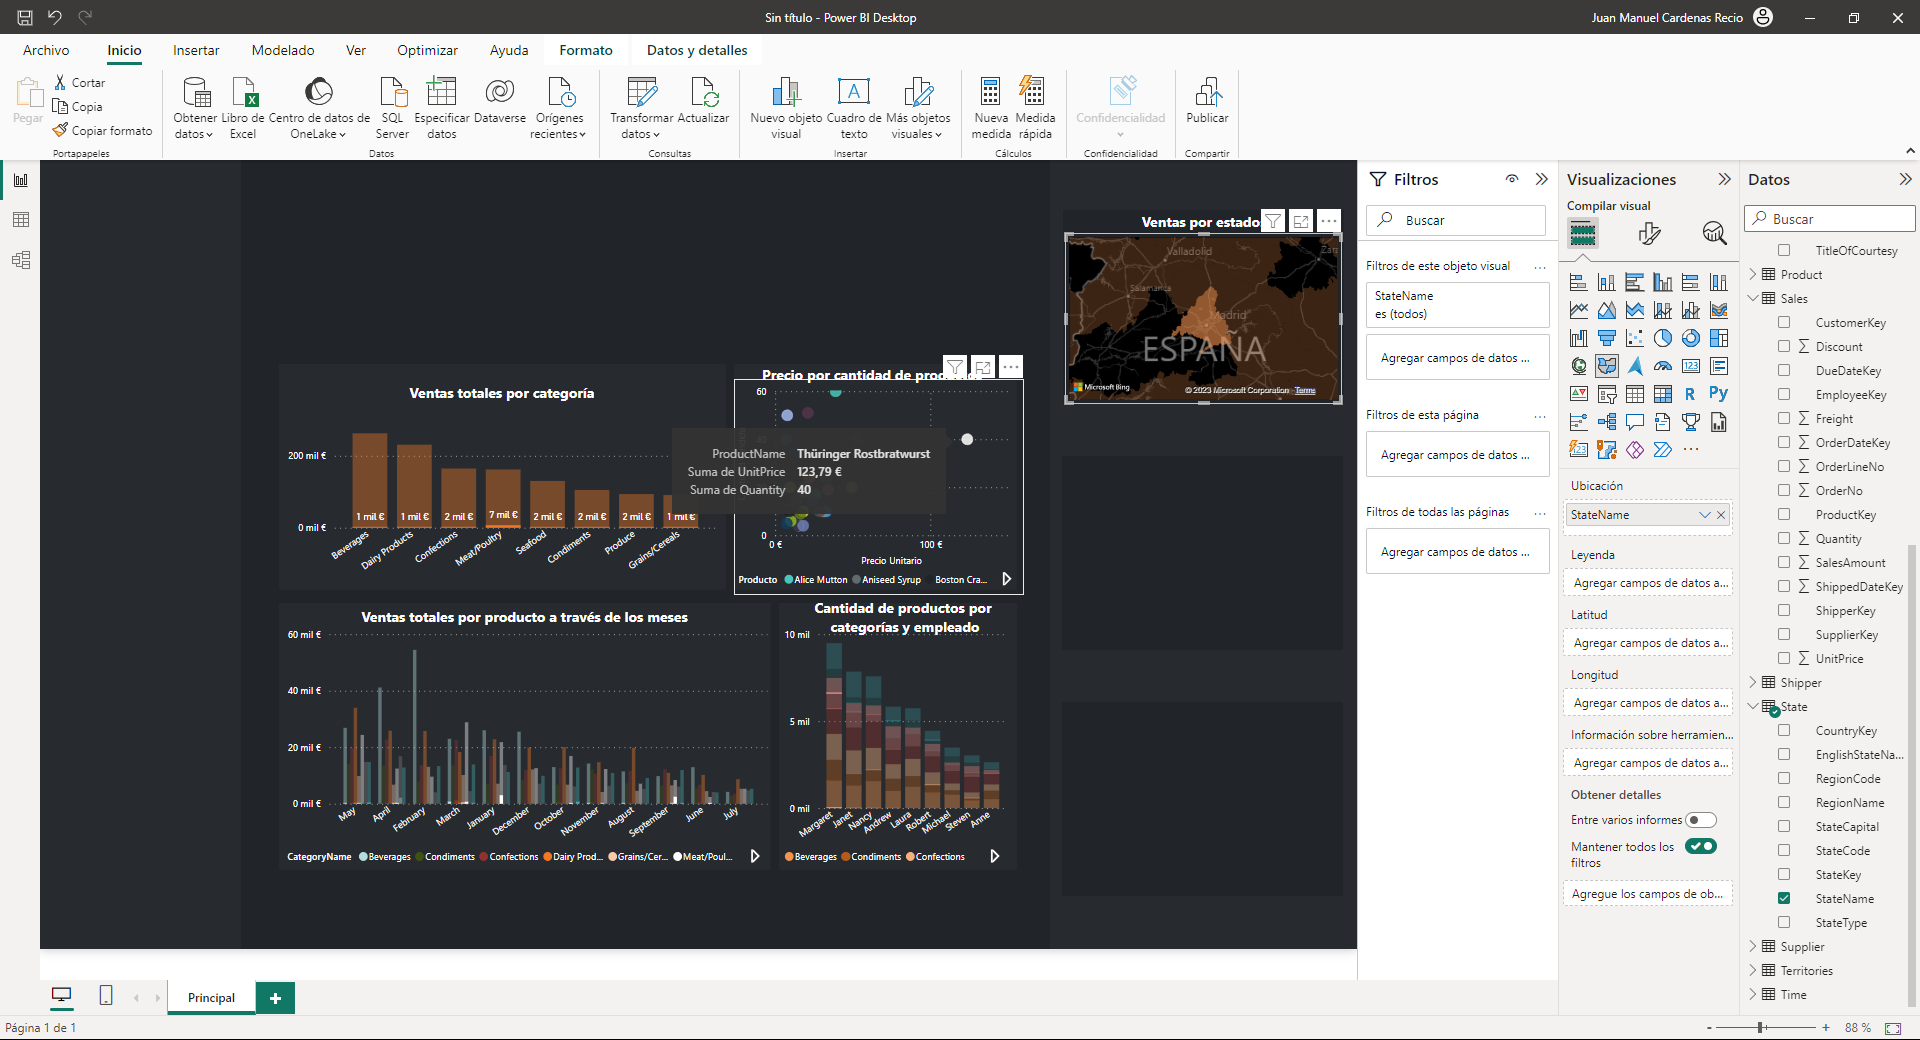 Sin título - Power BI Desktop
Juan Manuel Cardenas Recio
Archivo
Inicio
Insertar
Modelado
Ver
Optimizar
Ayuda
Formato
Datos y detalles
Pegar
Cortar
Copia
Copiar formato
Portapapeles
Obtener datos
Libro de Excel
Centro de datos de OneLake
SQL Server
Especificar datos
Dataverse
Orígenes recientes
Datos
Transformar datos
Actualizar
Consultas
Nuevo objeto visual
Cuadro de texto
Más objetos visuales
Insertar
Nueva medida
Medida rápida
Cálculos
Confidencialidad
Confidencialidad
Publicar
Compartir
Ventas por estado
Valladolid
Salamanca
Madrid
ESPAÑA
Microsoft Bing
© 2023 Microsoft Corporation
Terms
Ventas totales por categoría
200 mil €
0 mil €
1 mil €
1 mil €
2 mil €
7 mil €
2 mil €
2 mil €
2 mil €
1 mil €
Beverages
Dairy Products
Confections
Meat/Poultry
Seafood
Condiments
Produce
Grains/Cereals
Precio por cantidad de
60
0
0 €
100 €
Precio Unitario
ProductName Thüringer Rostbratwurst
Suma de UnitPrice 123,79 €
Suma de Quantity 40
Producto
Alice Mutton
Aniseed Syrup
Boston Cra...
Ventas totales por producto a través de los meses
60 mil €
40 mil €
20 mil €
0 mil €
May
April
February
March
January
December
October
November
August
September
June
July
CategoryName
Beverages
Condiments
Confections
Dairy Prod...
Grains/Cer...
Meat/Poul...
Cantidad de productos por
categorías y empleado
10 mil
5 mil
0 mil
Margaret
Janet
Nancy
Andrew
Laura
Robert
Michael
Steven
Anne
Beverages
Condiments
Confections
Filtros
Buscar
Filtros de este objeto visual
...
StateName
es (todos)
Agregar campos de datos ...
Filtros de esta página
...
Agregar campos de datos ...
Filtros de todas las páginas
...
Agregar campos de datos ...
Visualizaciones
Compilar visual
R
Py
123
...
Ubicación
StateName
Leyenda
Agregar campos de datos a...
Latitud
Agregar campos de datos a...
Longitud
Agregar campos de datos a...
Información sobre herramien...
Agregar campos de datos a...
Obtener detalles
Entre varios informes
Mantener todos los
filtros
Agregue los campos de ob...
Datos
Buscar
TitleOfCourtesy
Product
Sales
CustomerKey
Discount
DueDateKey
EmployeeKey
Freight
OrderDateKey
OrderLineNo
OrderNo
ProductKey
Quantity
SalesAmount
ShippedDateKey
ShipperKey
SupplierKey
UnitPrice
Shipper
State
CountryKey
EnglishStateNa...
RegionCode
RegionName
StateCapital
StateCode
StateKey
StateName
StateType
Supplier
Territories
Time
Principal
Página 1 de 1
- + 88 %